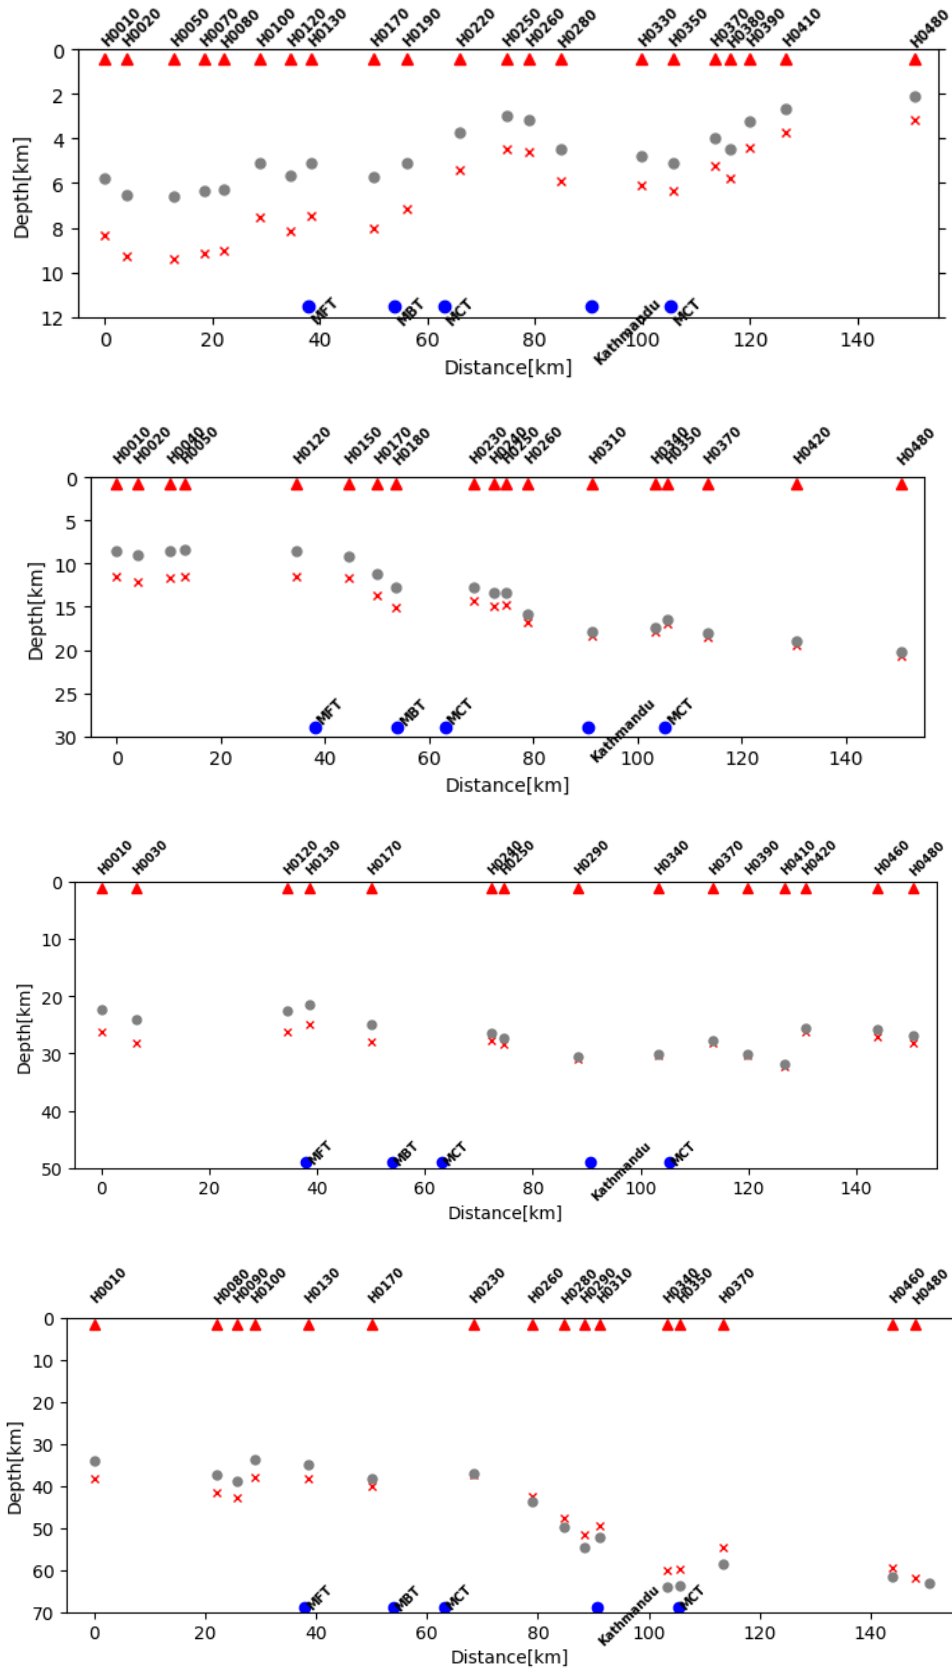 H0010 H0020 H0050 H0070 H0080 H0100 H0120 H0130 H0170 H0190 H0220 H0250 H0260 H0280 H0330 H0350 H0370 H0380 H0390 H0410 H0480
0
2
4
6
8
10
12
Depth[km]
MFT MBT MCT Kathmandu MCT
0 20 40 60 80 100 120 140
Distance[km]
H0010 H0020 H0040 H0050 H0120 H0150 H0170 H0180 H0230 H0240 H0250 H0260 H0310 H0340 H0350 H0370 H0420 H0480
0
5
10
15
20
25
30
Depth[km]
MFT MBT MCT Kathmandu MCT
0 20 40 60 80 100 120 140
Distance[km]
H0010 H0030 H0120 H0130 H0170 H0240 H0250 H0290 H0340 H0370 H0390 H0410 H0420 H0460 H0480
0
10
20
30
40
50
Depth[km]
MFT MBT MCT Kathmandu MCT
0 20 40 60 80 100 120 140
Distance[km]
H0010 H0080 H0090 H0100 H0130 H0170 H0230 H0260 H0280 H0290 H0310 H0340 H0350 H0370 H0460 H0480
0
10
20
30
40
50
60
70
Depth[km]
MFT MBT MCT Kathmandu MCT
0 20 40 60 80 100 120 140
Distance[km]